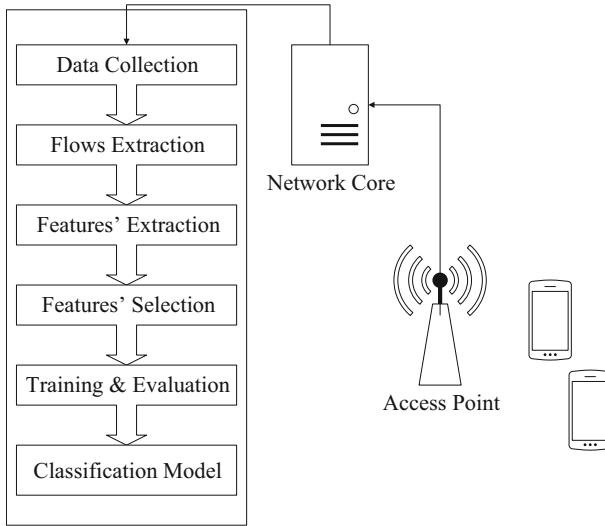 Data Collection
Flows Extraction
Features’ Extraction
Features’ Selection
Training & Evaluation
Classification Model
Network Core
Access Point